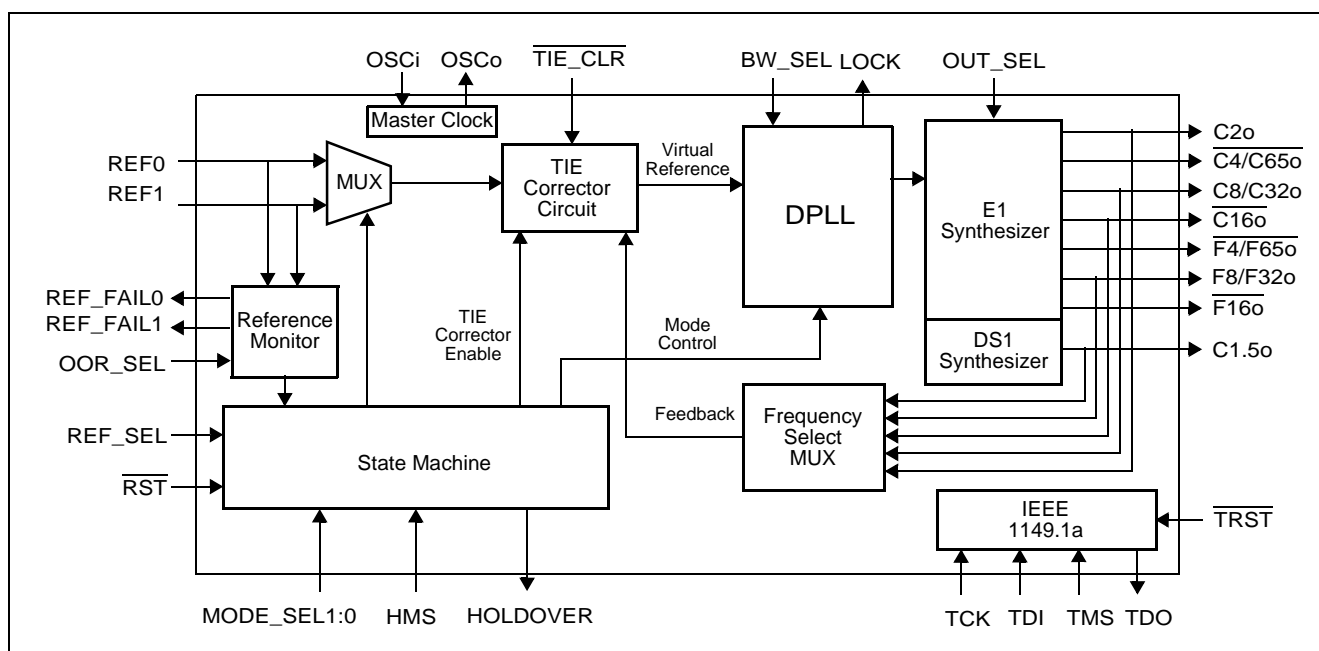 OSCi OSCo TIE_CLR BW_SEL LOCK OUT_SEL
Master Clock
REF0
REF1
MUX
TIE
Corrector
Circuit
Virtual
Reference
DPLL
E1
Synthesizer
DS1
Synthesizer
C2o
C4/C65o
C8/C32o
C16o
F4/F65o
F8/F32o
F16o
C1.5o
REF_FAIL0
REF_FAIL1
OOR_SEL
Reference
Monitor
TIE
Corrector
Enable
Mode
Control
REF_SEL
RST
State Machine
Feedback
Frequency
Select
MUX
IEEE
1149.1a
TRST
MODE_SEL1:0 HMS HOLDOVER
TCK TDI TMS TDO